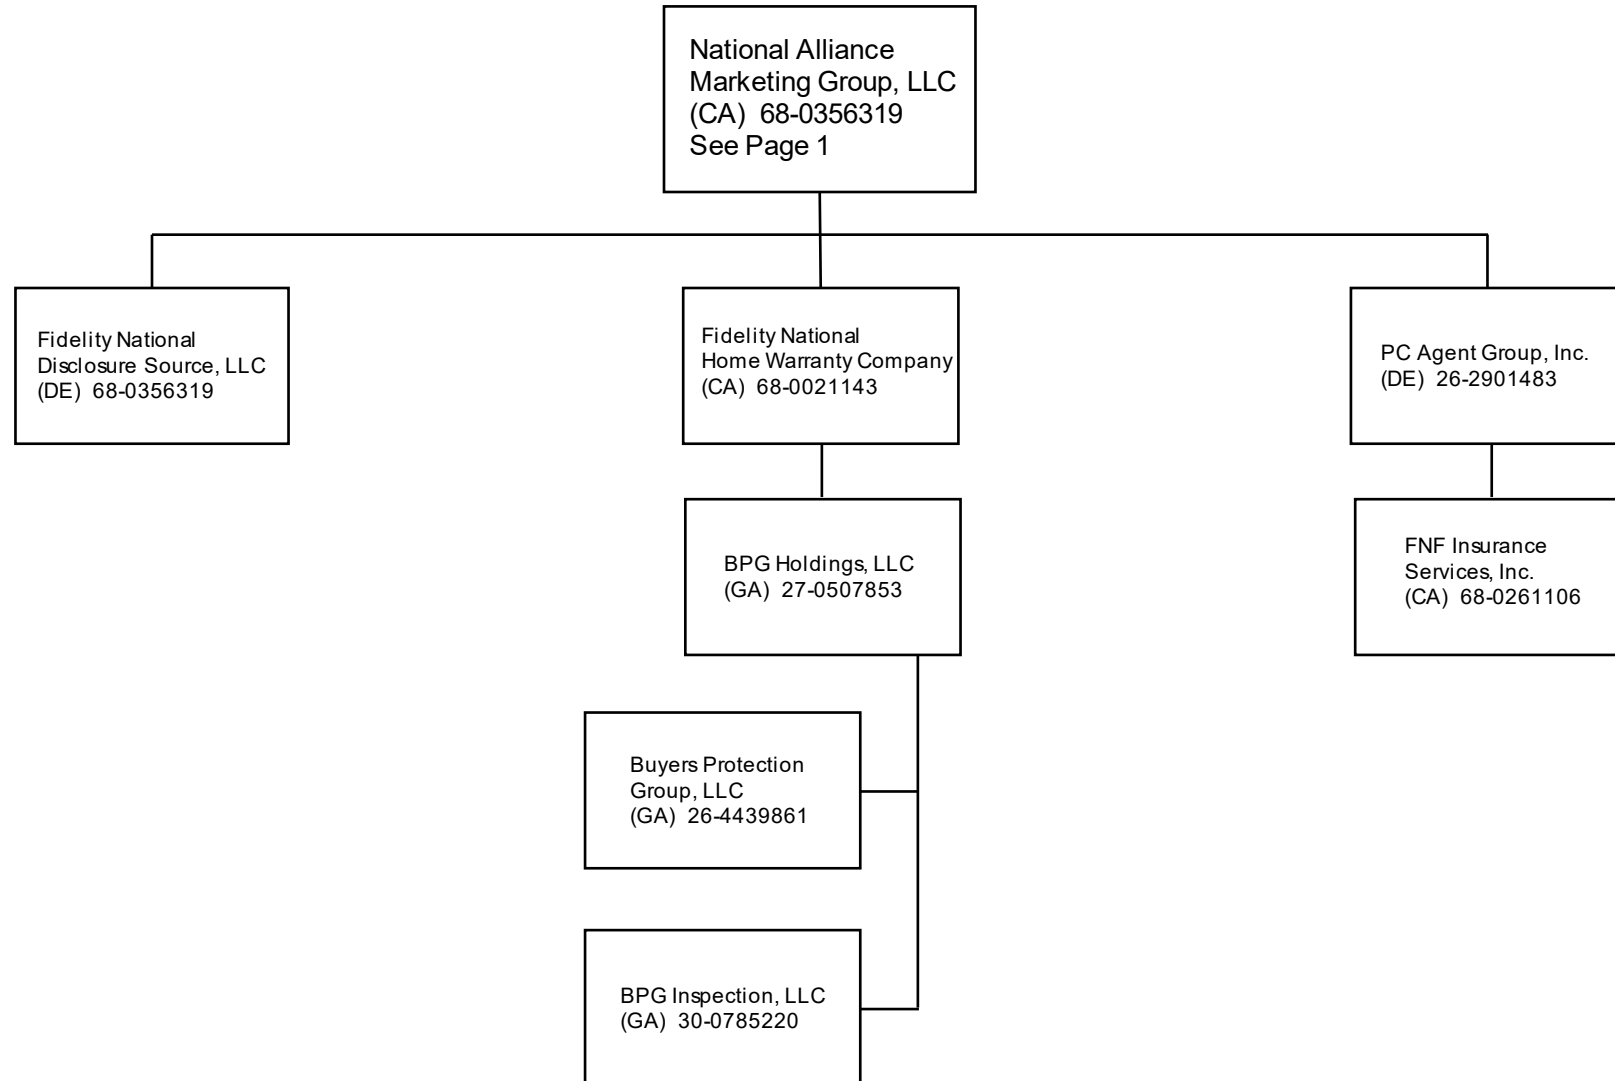 National Alliance
Marketing Group, LLC
(CA) 68-0356319
See Page 1
Fidelity National
Disclosure Source, LLC
(DE) 68-0356319
Fidelity National
Home Warranty Company
(CA) 68-0021143
PC Agent Group, Inc.
(DE) 26-2901483
BPG Holdings, LLC
(GA) 27-0507853
FNF Insurance
Services, Inc.
(CA) 68-0261106
Buyers Protection
Group, LLC
(GA) 26-4439861
BPG Inspection, LLC
(GA) 30-0785220